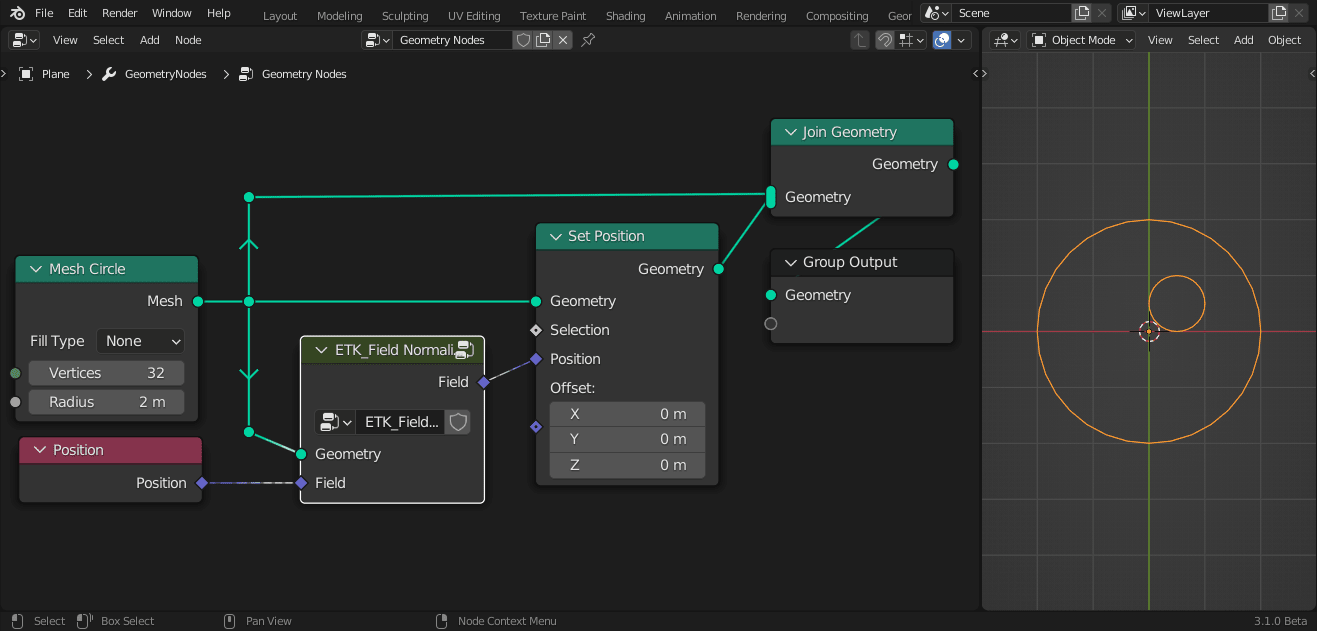 File Edit Render Window Help Layout Modeling Sculpting UV Editing Texture Paint Shading Animation Rendering Compositing Geor Scene ViewLayer
View Select Add Node Geometry Nodes Object Mode View Select Add Object
Plane GeometryNodes Geometry Nodes
Join Geometry
Geometry
Geometry
Set Position
Geometry
Geometry
Selection
Position
Offset:
X 0 m
Y 0 m
Z 0 m
Group Output
Geometry
Mesh Circle
Mesh
Fill Type None
Vertices 32
Radius 2 m
ETK_Field Normali
Field
ETK_Field...
Geometry
Field
Position
Position
Select Box Select Pan View Node Context Menu 3.1.0 Beta